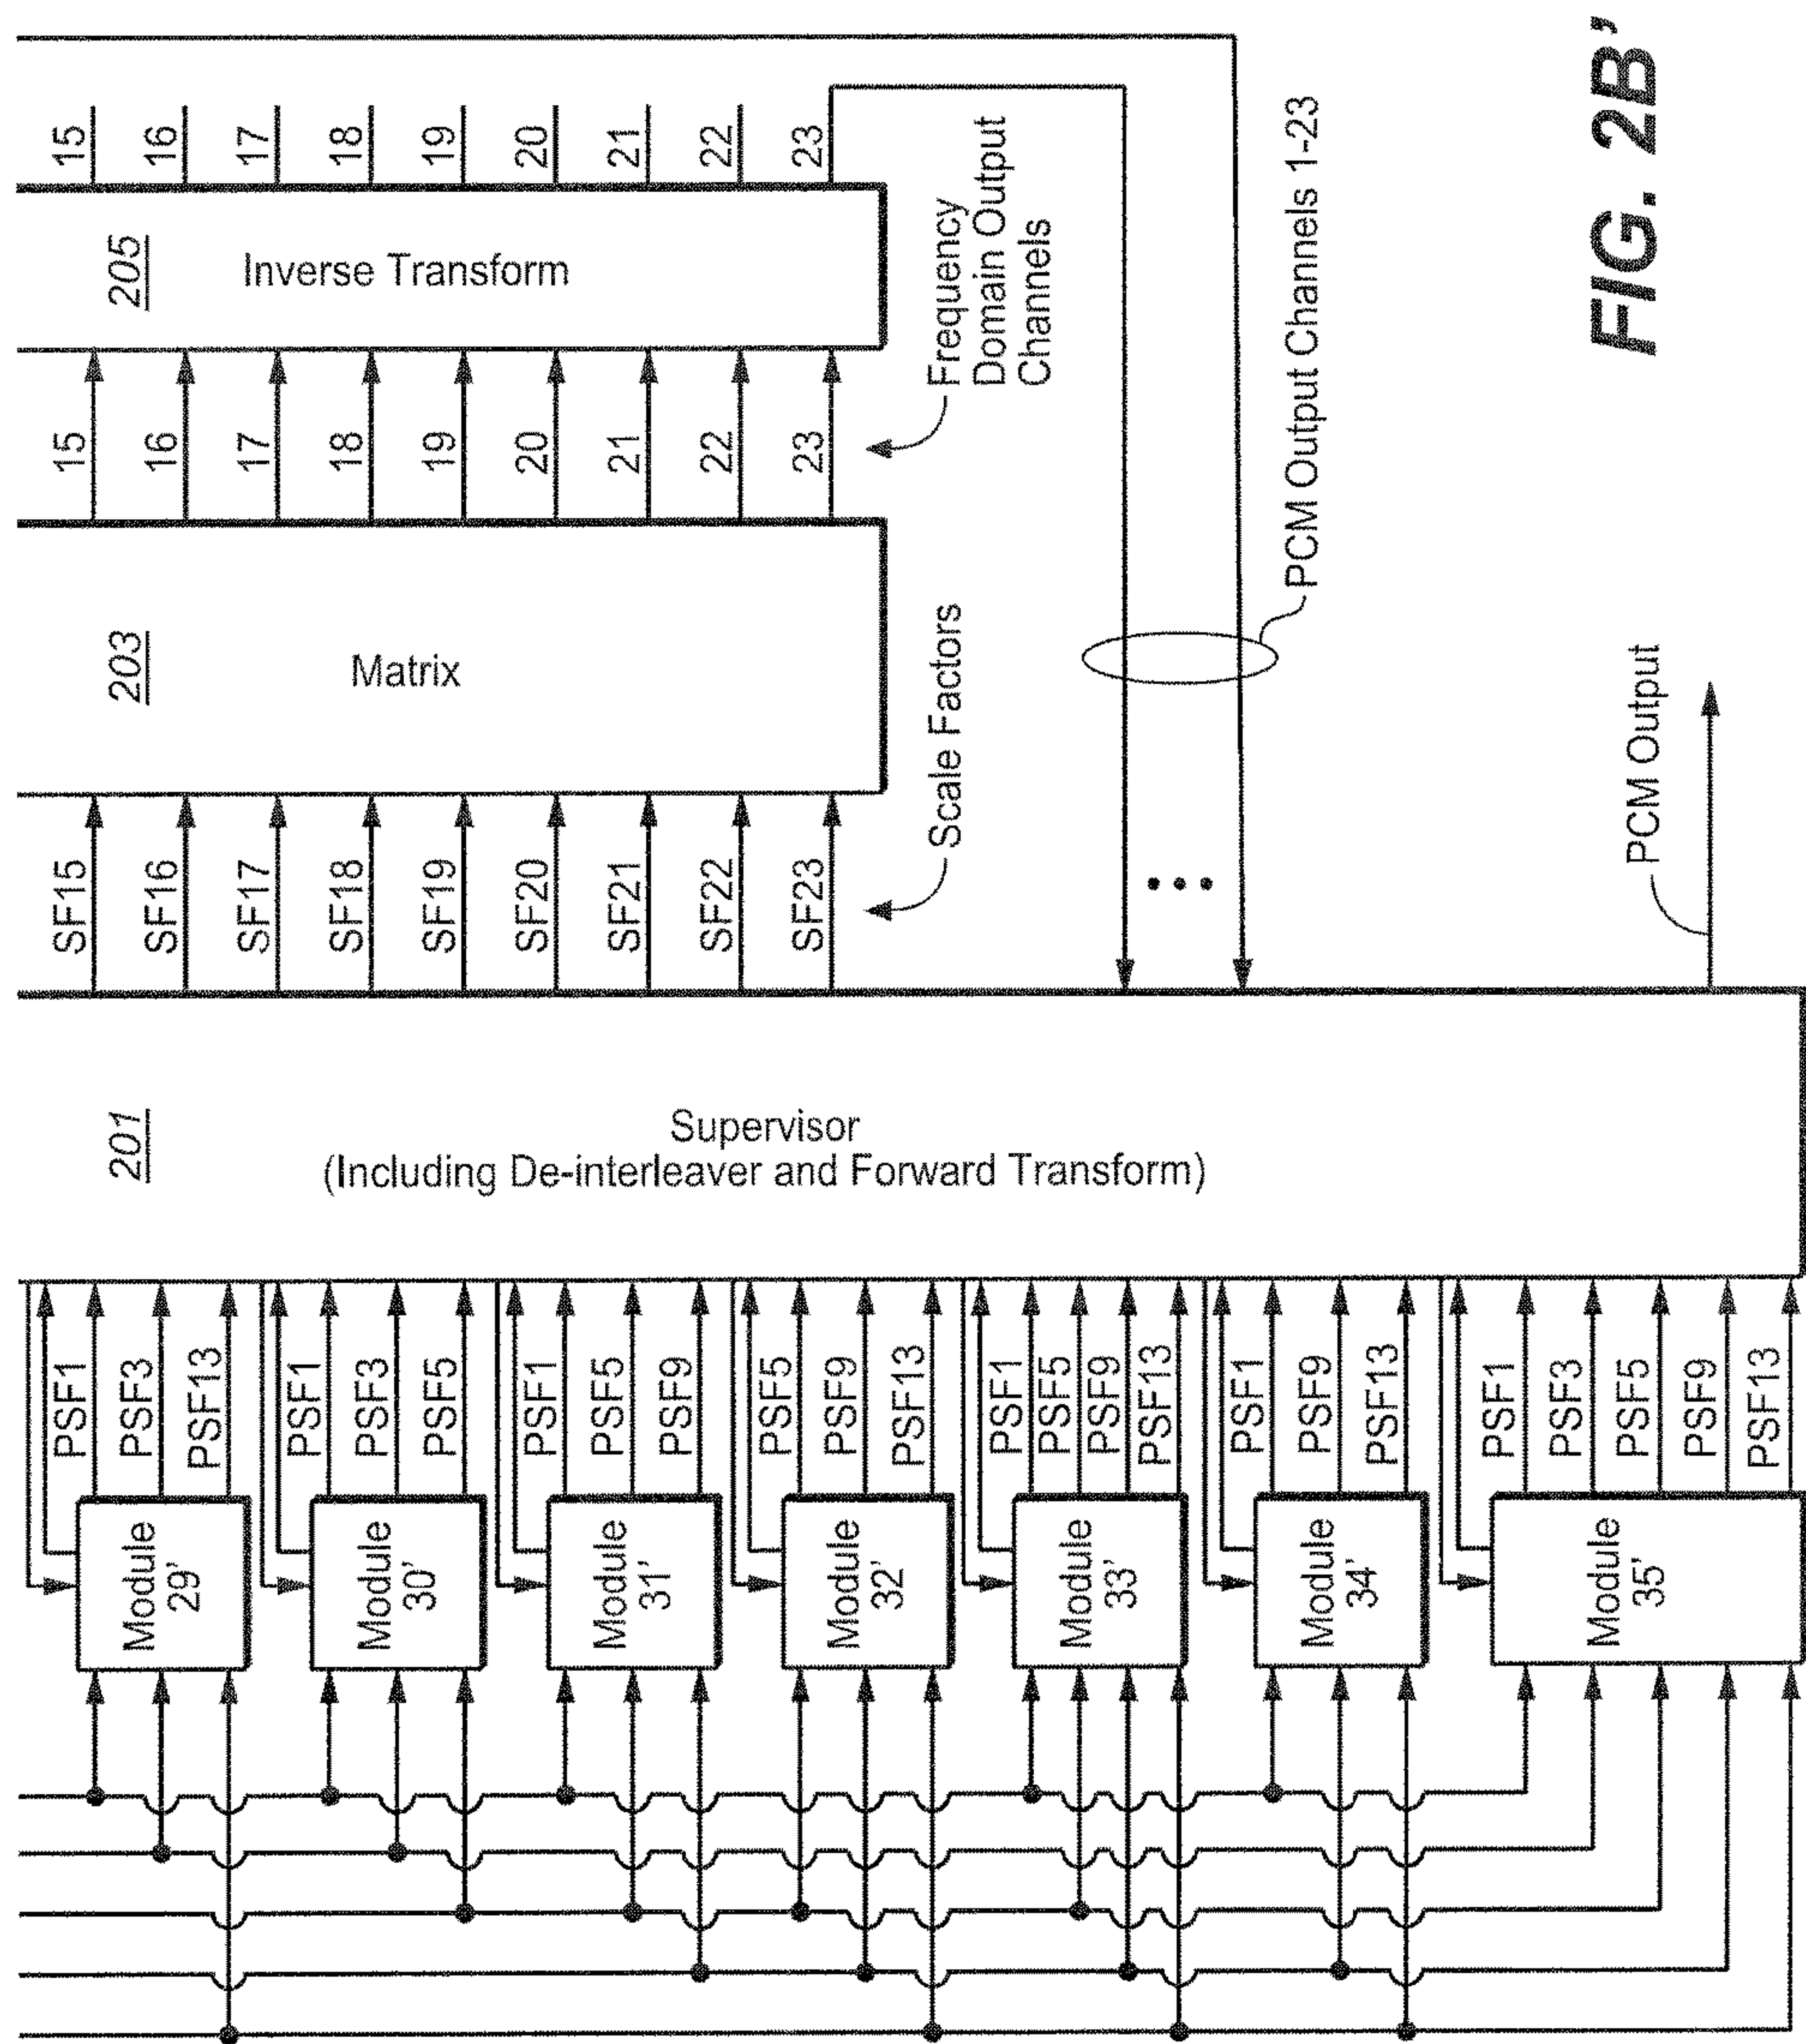 Module
29'
PSF1
PSF3
PSF13
Module
30'
PSF1
PSF3
PSF5
Module
31'
PSF1
PSF5
PSF9
Module
32'
PSF5
PSF9
PSF13
Module
33'
PSF1
PSF5
PSF9
PSF13
Module
34'
PSF1
PSF9
PSF13
Module
35'
PSF1
PSF3
PSF5
PSF9
PSF13
201
Supervisor
(Including De-interleaver and Forward Transform)
SF15
SF16
SF17
SF18
SF19
SF20
SF21
SF22
SF23
Scale Factors
203
Matrix
15
16
17
18
19
20
21
22
23
Frequency
Domain Output
Channels
205
Inverse Transform
15
16
17
18
19
20
21
22
23
PCM Output Channels 1-23
PCM Output
FIG. 2B'